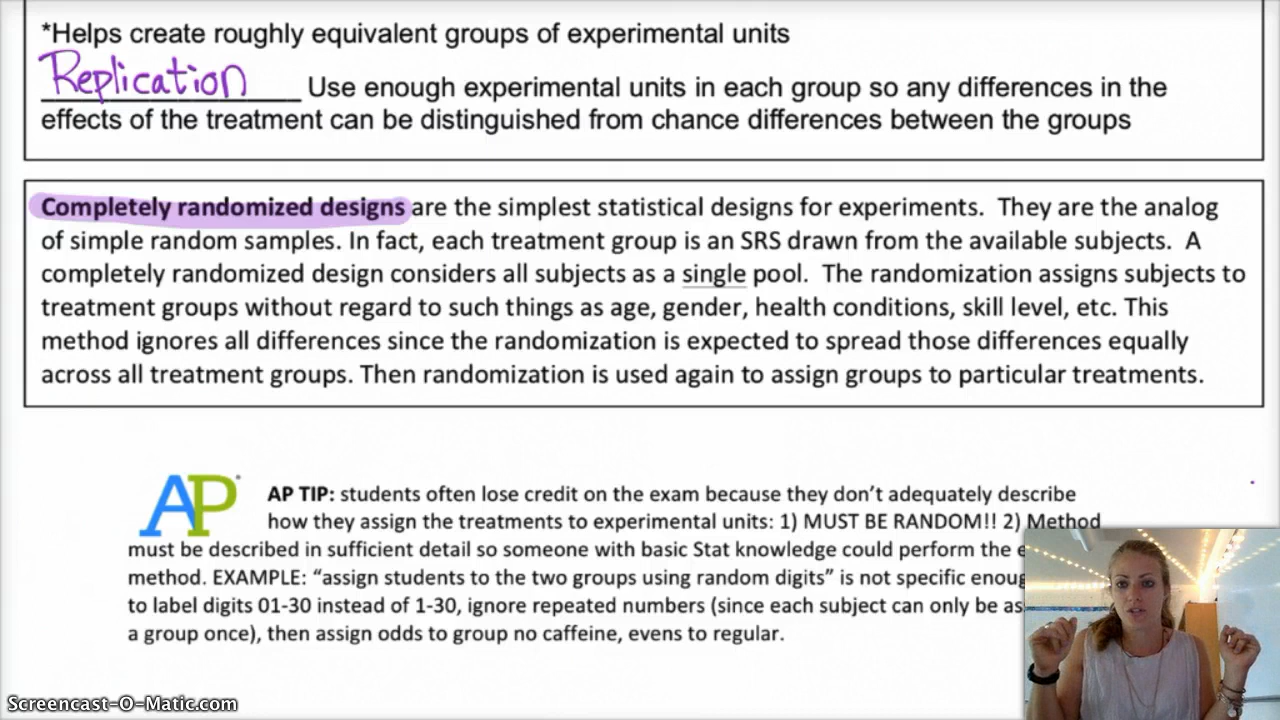 *Helps create roughly equivalent groups of experimental units
Replication Use enough experimental units in each group so any differences in the
effects of the treatment can be distinguished from chance differences between the groups
Completely randomized designs are the simplest statistical designs for experiments. They are the analog
of simple random samples. In fact, each treatment group is an SRS drawn from the available subjects. A
completely randomized design considers all subjects as a single pool. The randomization assigns subjects to
treatment groups without regard to such things as age, gender, health conditions, skill level, etc. This
method ignores all differences since the randomization is expected to spread those differences equally
across all treatment groups. Then randomization is used again to assign groups to particular treatments.
AP
AP TIP: students often lose credit on the exam because they don't adequately describe
how they assign the treatments to experimental units: 1) MUST BE RANDOM!! 2) Method
must be described in sufficient detail so someone with basic Stat knowledge could perform the
method. EXAMPLE: “assign students to the two groups using random digits” is not specific
to label digits 01-30 instead of 1-30, ignore repeated numbers (since each subject can only be
a group once), then assign odds to group no caffeine, evens to regular.
Screencast-O-Matic.com